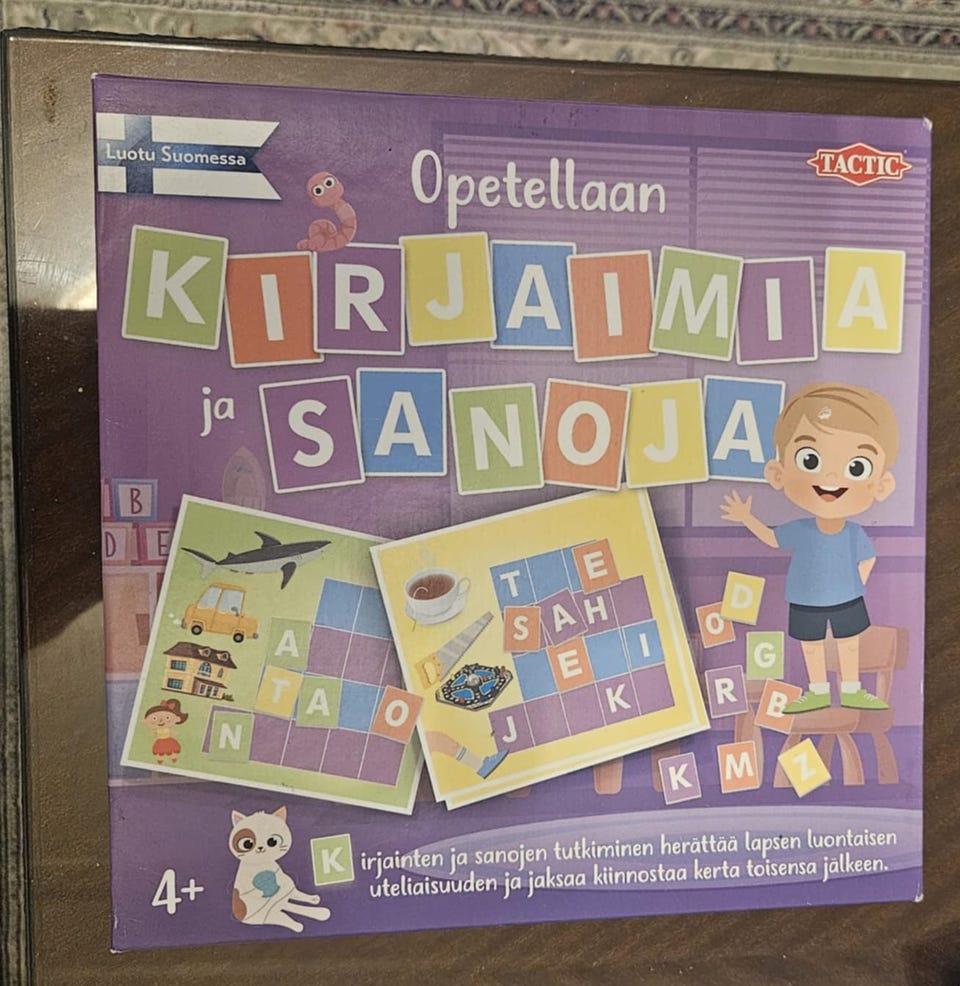 Luotu Suomessa
TACTIC
Opetellaan
KIRJAIMIA
ja SANOJA
B
D E
A
T A O
N
T E
S A H
E I
J K
D
O
G
R
B
K M Z
4+
Kirjainten ja sanojen tutkiminen herättää lapsen luontaisen
uteliaisuuden ja jaksaa kiinnostaa kerta toisensa jälkeen.